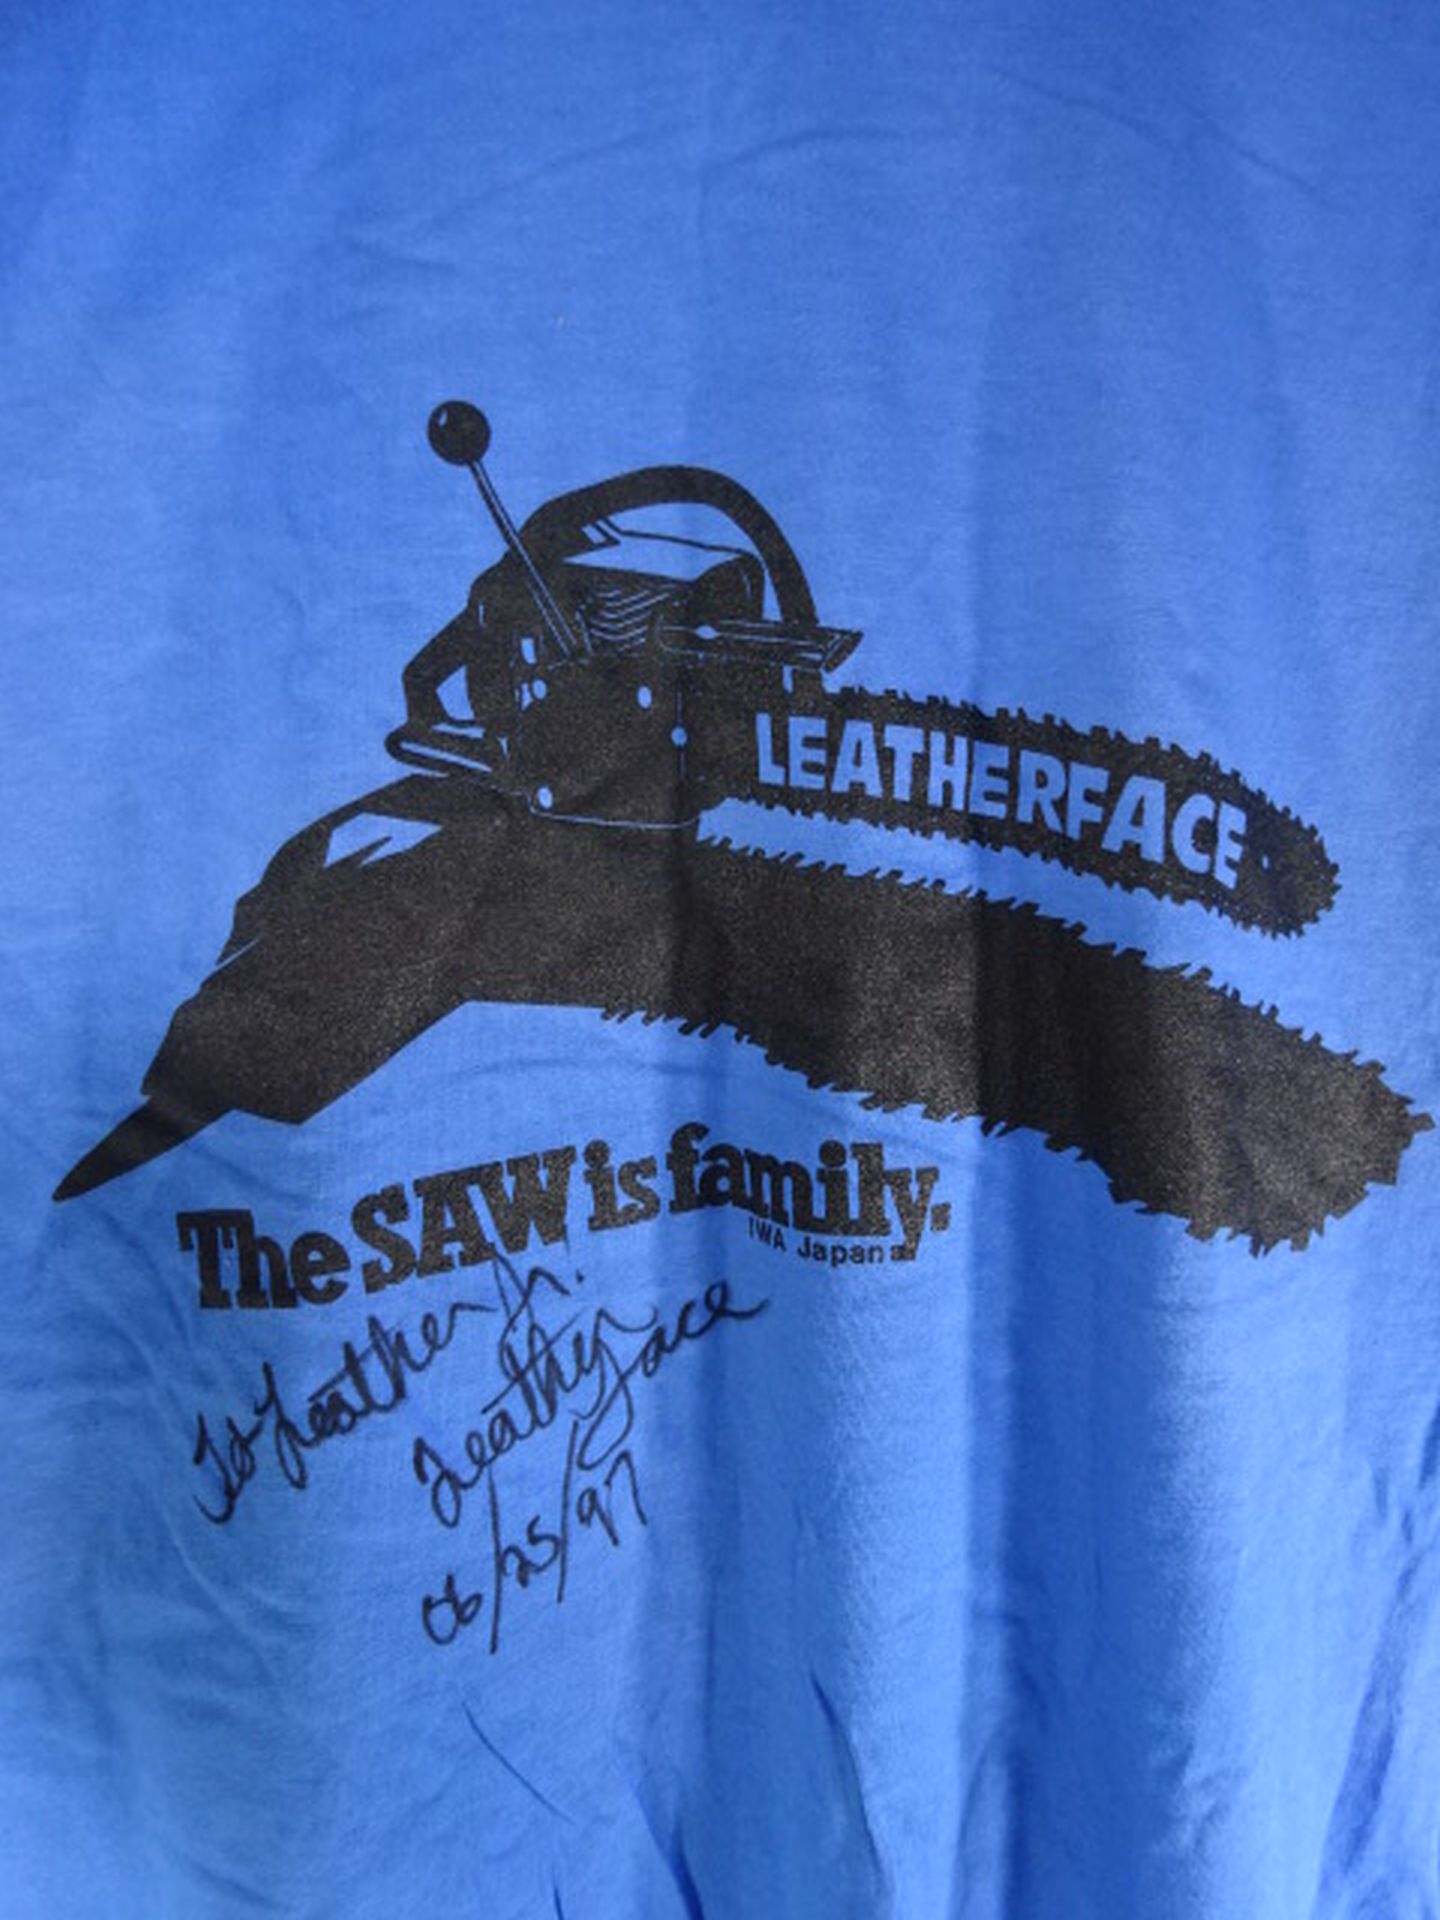 LEATHERFACE
The SAW is family.
IWA Japan
To Leather Jr.
Leatherface
06/25/97